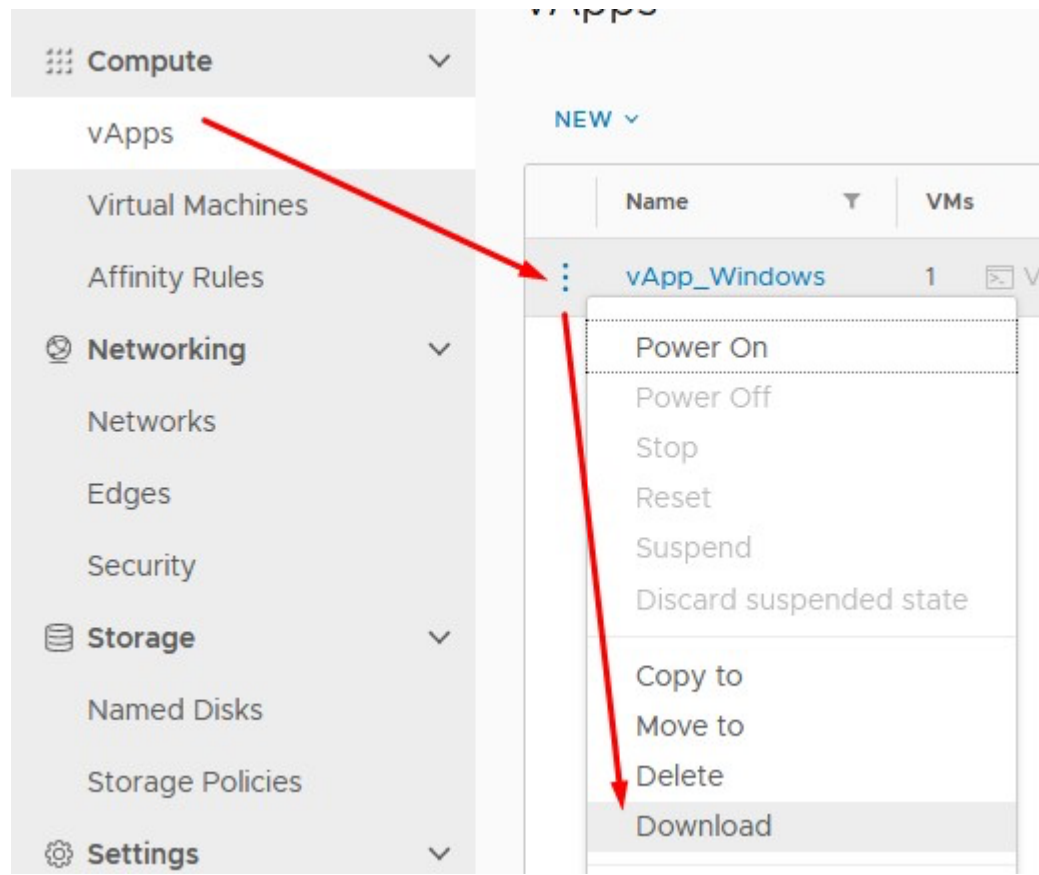 vApps
Compute
vApps
Virtual Machines
Affinity Rules
Networking
Networks
Edges
Security
Storage
Named Disks
Storage Policies
Settings
NEW
Name VMs
vApp_Windows 1
Power On
Power Off
Stop
Reset
Suspend
Discard suspended state
Copy to
Move to
Delete
Download